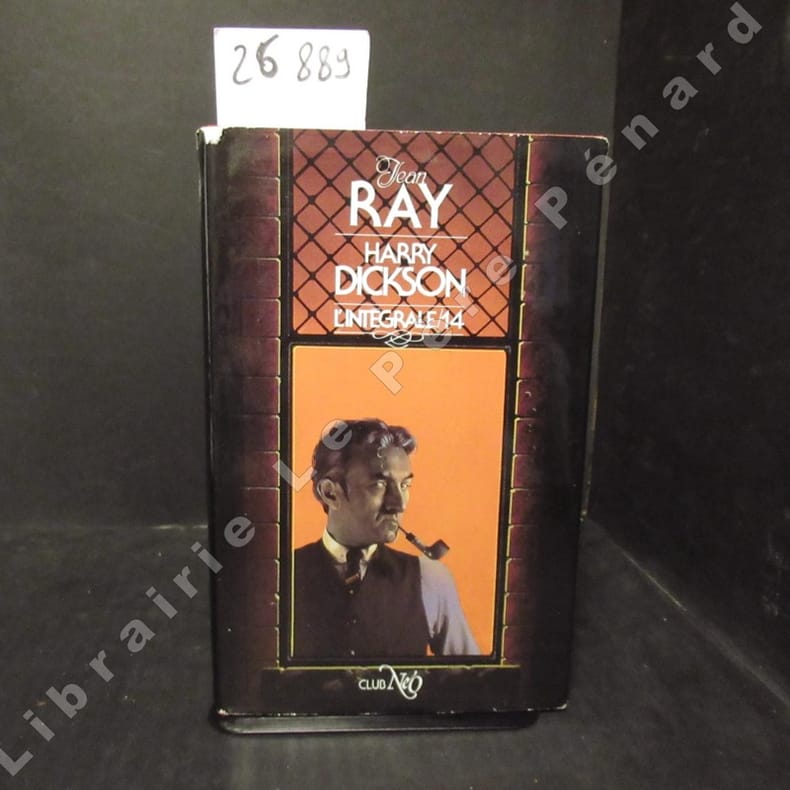 26 889
Jean
RAY
HARRY
DICKSON
L'INTEGRALE/14
CLUB Néo
Librairie Le Père Pénard